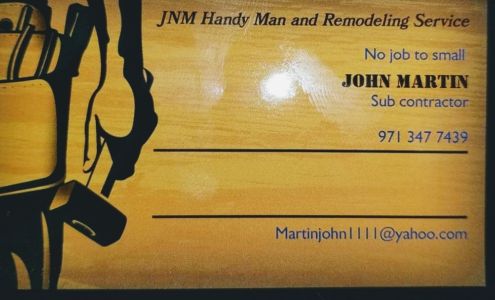 JNM Handy Man and Remodeling Service
No job to small
JOHN MARTIN
Sub contractor
971 347 7439
Martinjohn1111@yahoo.com